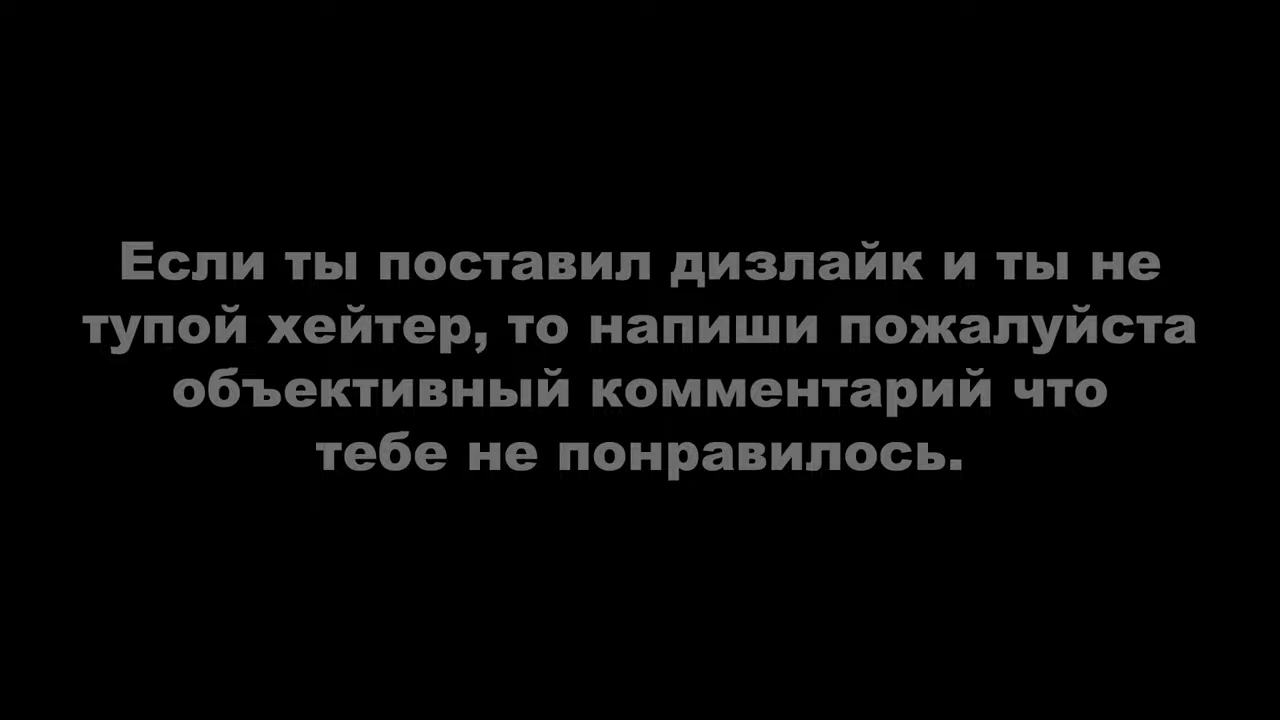 Если ты поставил дизлайк и ты не
тупой хейтер, то напиши пожалуйста
объективный комментарий что
тебе не понравилось.